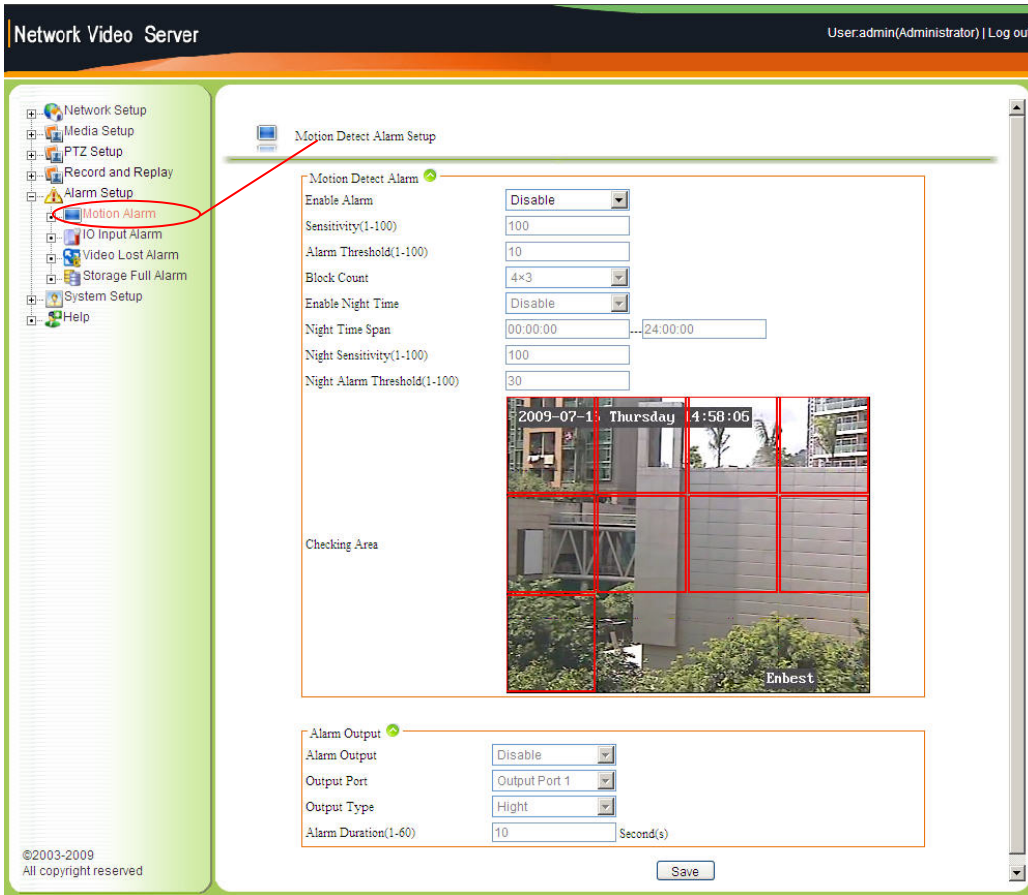 Network Video Server
User:admin(Administrator) | Log ou
Network Setup
Media Setup
PTZ Setup
Record and Replay
Alarm Setup
Motion Alarm
IO Input Alarm
Video Lost Alarm
Storage Full Alarm
System Setup
Help
©2003-2009
All copyright reserved
Motion Detect Alarm Setup
Motion Detect Alarm
Enable Alarm Disable
Sensitivity(1-100) 100
Alarm Threshold(1-100) 10
Block Count 4×3
Enable Night Time Disable
Night Time Span 00:00:00 ---24:00:00
Night Sensitivity(1-100) 100
Night Alarm Threshold(1-100) 30
2009-07-1 Thursday 4:58:06
Checking Area
Embest
Alarm Output
Alarm Output Disable
Output Port Output Port 1
Output Type Hight
Alarm Duration(1-60) 10 Second(s)
Save